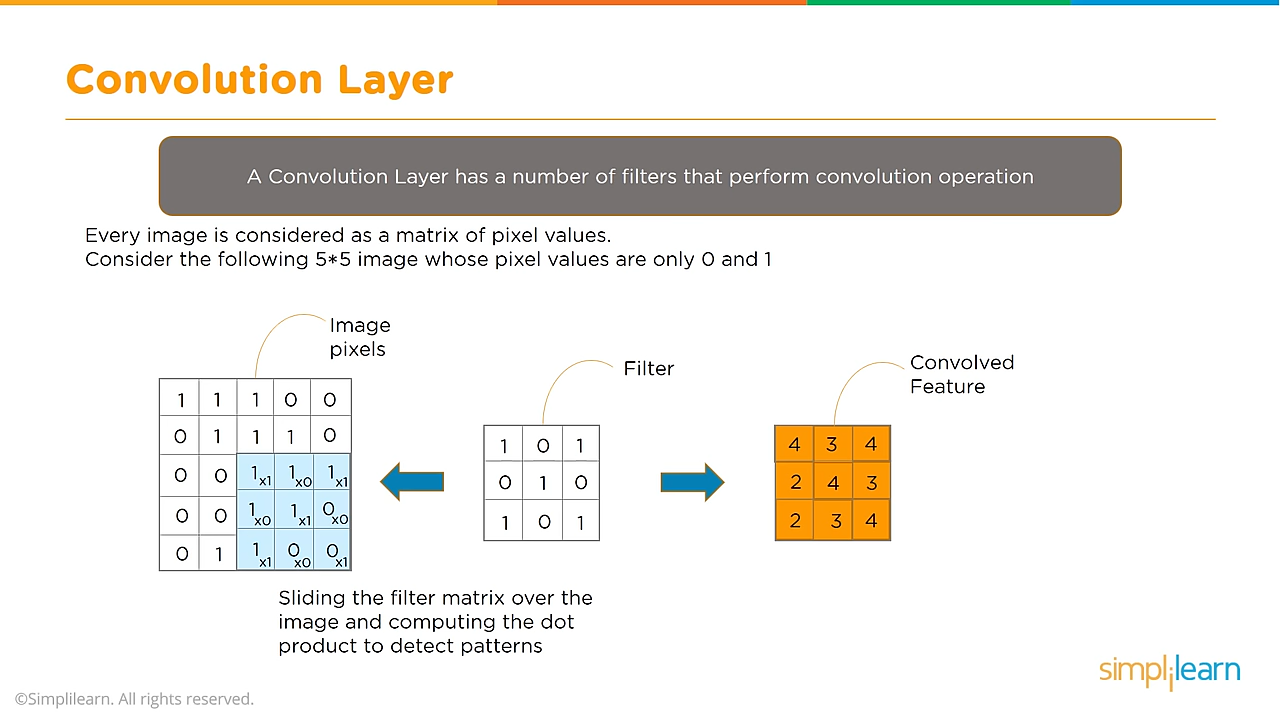 Convolution Layer
A Convolution Layer has a number of filters that perform convolution operation
Every image is considered as a matrix of pixel values.
Consider the following 5*5 image whose pixel values are only 0 and 1
Image
pixels
Filter
Convolved
Feature
1 1 1 0 0
0 1 1 1 0
0 0 1x1 1x0 1x1
0 0 1x0 1x1 0x0
0 1 1x1 0x0 0x1
1 0 1
0 1 0
1 0 1
4 3 4
2 4 3
2 3 4
Sliding the filter matrix over the
image and computing the dot
product to detect patterns
simplilearn
©Simplilearn. All rights reserved.